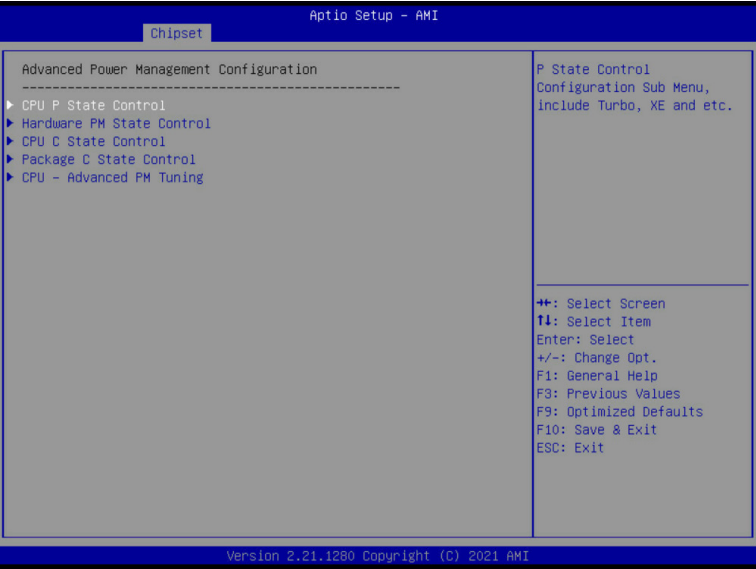 Aptio Setup – AMI
Chipset
Advanced Power Management Configuration
------------------------------------------------
CPU P State Control
Hardware PM State Control
CPU C State Control
Package C State Control
CPU – Advanced PM Tuning
P State Control
Configuration Sub Menu,
include Turbo, XE and etc.
→←: Select Screen
↑↓: Select Item
Enter: Select
+/-: Change Opt.
F1: General Help
F3: Previous Values
F9: Optimized Defaults
F10: Save & Exit
ESC: Exit
Version 2.21.1280 Copyright (C) 2021 AMI